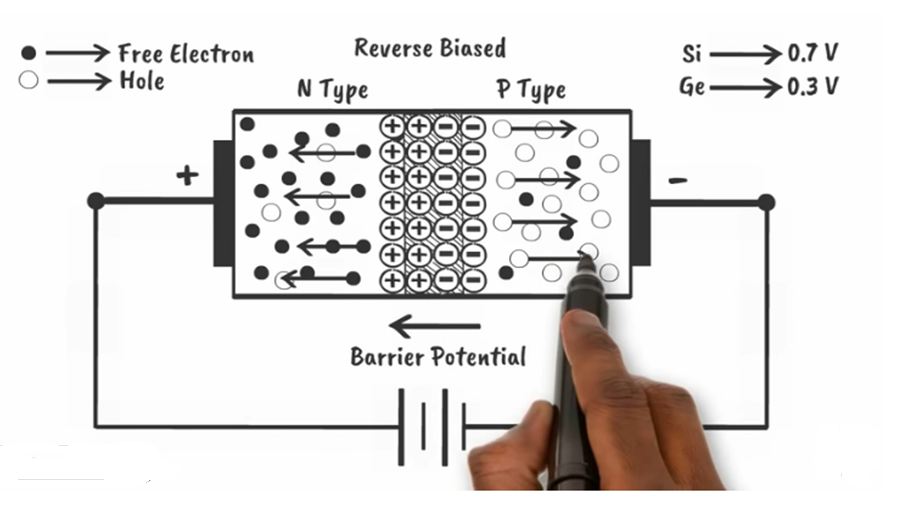 Free Electron
Hole
Reverse Biased
Si 0.7 V
Ge 0.3 V
N Type
P Type
+
-
Barrier Potential